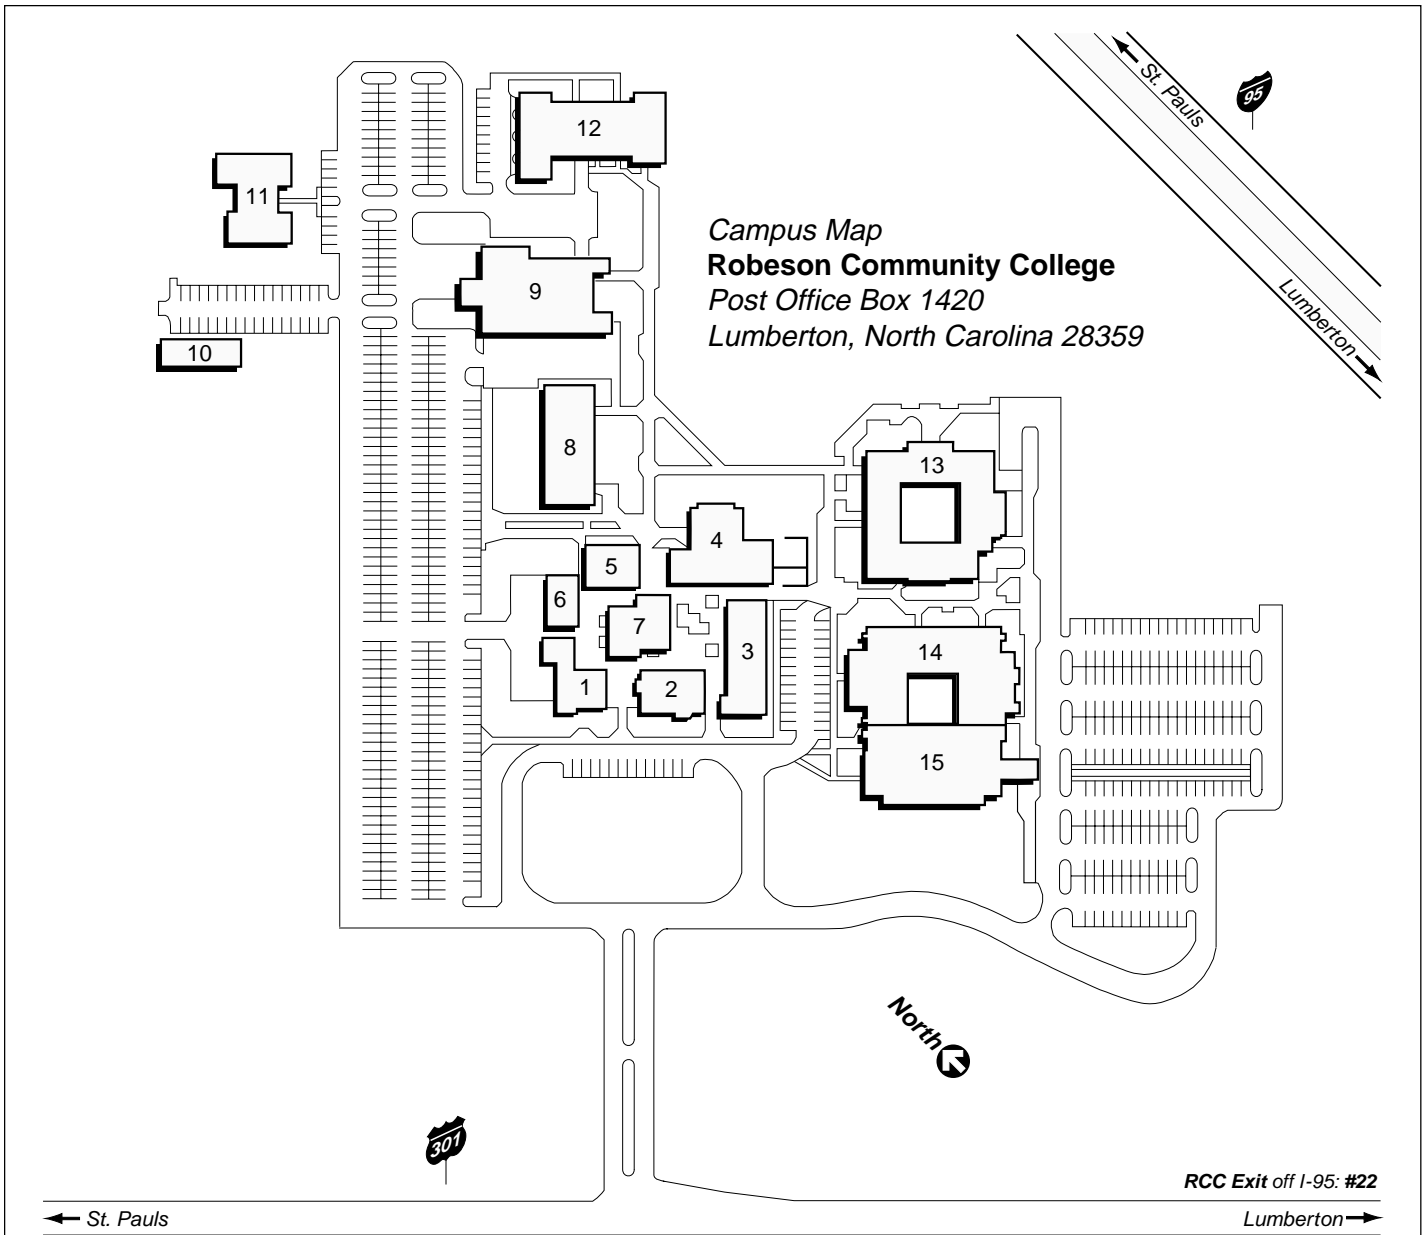 St. Pauls
95
12
11
Campus Map
Robeson Community College
Post Office Box 1420
Lumberton, North Carolina 28359
Lumberton
9
10
8
13
4
5
6
7
3
14
1
2
15
North
301
RCC Exit off I-95: #22
St. Pauls
Lumberton